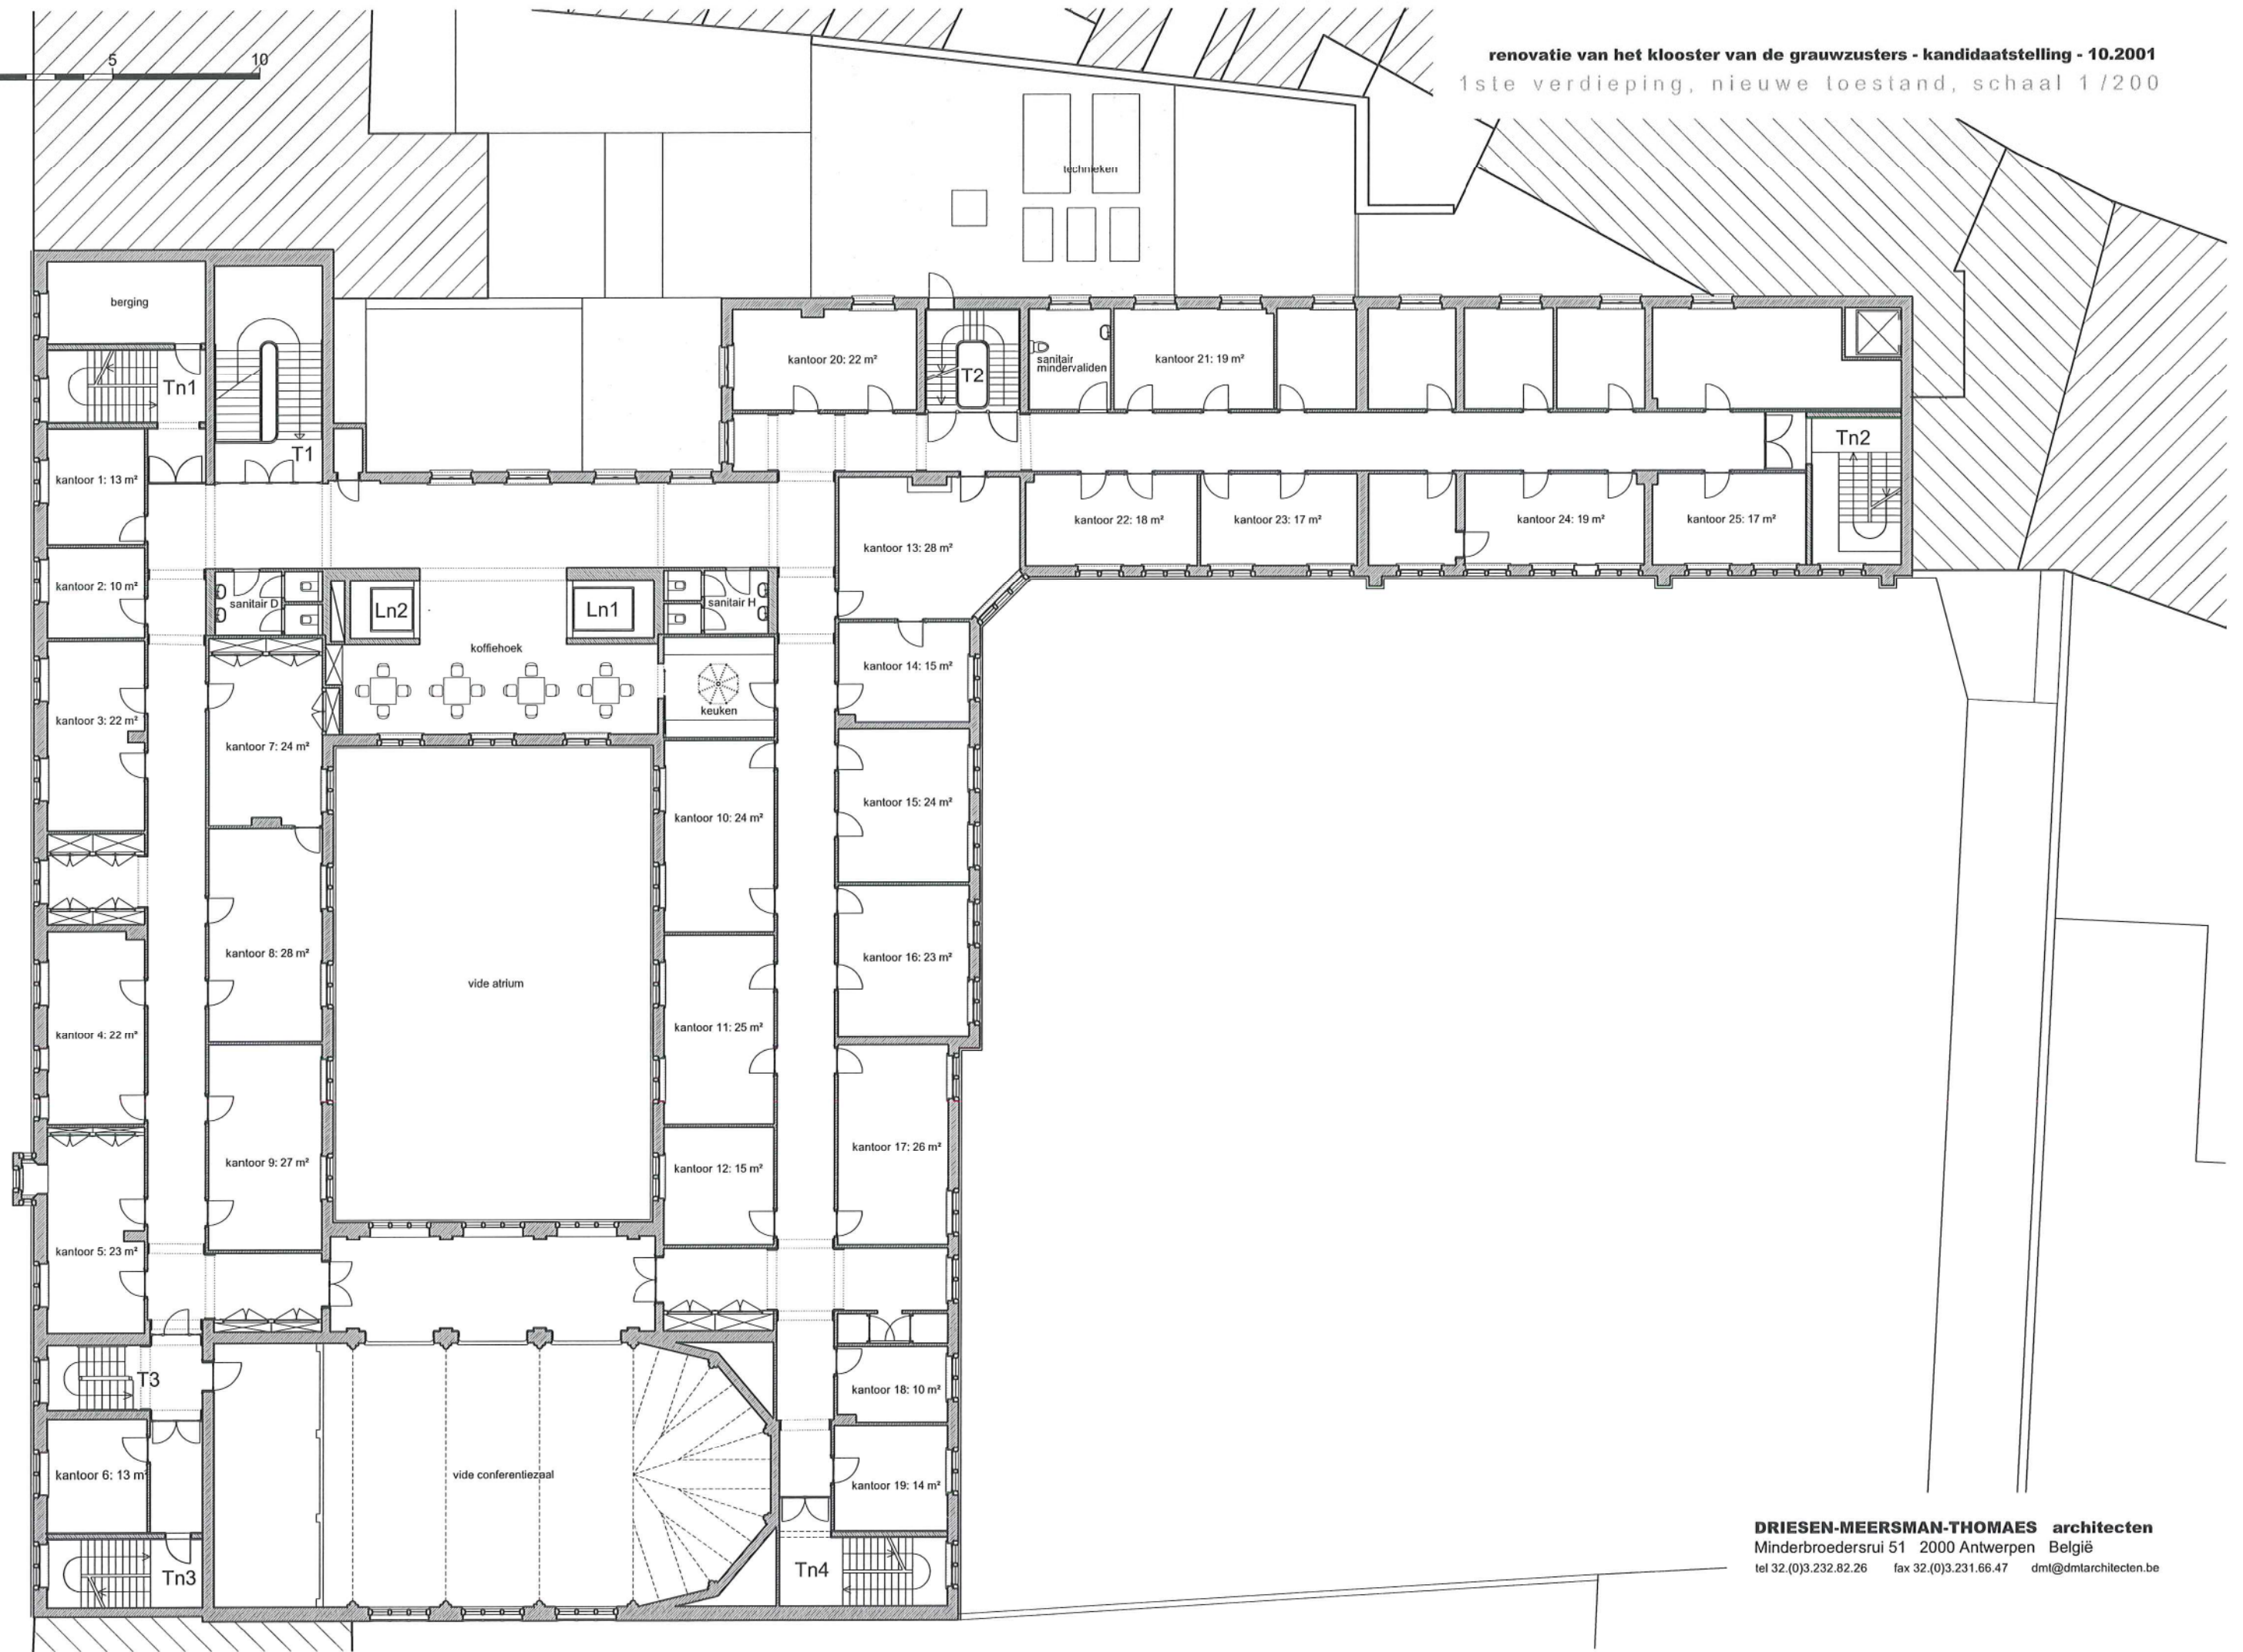 5
10
renovatie van het klooster van de grauwzusters - kandidaatstelling - 10.2001
1ste verdieping, nieuwe toestand, schaal 1/200
technieken
berging
Tn1
T1
kantoor 1: 13 m²
kantoor 2: 10 m²
kantoor 3: 22 m²
kantoor 4: 22 m²
kantoor 5: 23 m²
T3
kantoor 6: 13 m²
Tn3
sanitair D
Ln2
Ln1
sanitair H
koffiehoek
keuken
kantoor 7: 24 m²
kantoor 8: 28 m²
kantoor 9: 27 m²
vide atrium
vide conferentiezaal
kantoor 10: 24 m²
kantoor 11: 25 m²
kantoor 12: 15 m²
kantoor 20: 22 m²
T2
sanitair
mindervaliden
kantoor 21: 19 m²
Tn2
kantoor 13: 28 m²
kantoor 22: 18 m²
kantoor 23: 17 m²
kantoor 24: 19 m²
kantoor 25: 17 m²
kantoor 14: 15 m²
kantoor 15: 24 m²
kantoor 16: 23 m²
kantoor 17: 26 m²
kantoor 18: 10 m²
kantoor 19: 14 m²
Tn4
DRIESEN-MEERSMAN-THOMAES architecten
Minderbroedersrui 51 2000 Antwerpen België
tel 32.(0)3.232.82.26 fax 32.(0)3.231.66.47 dmt@dmtarchitecten.be